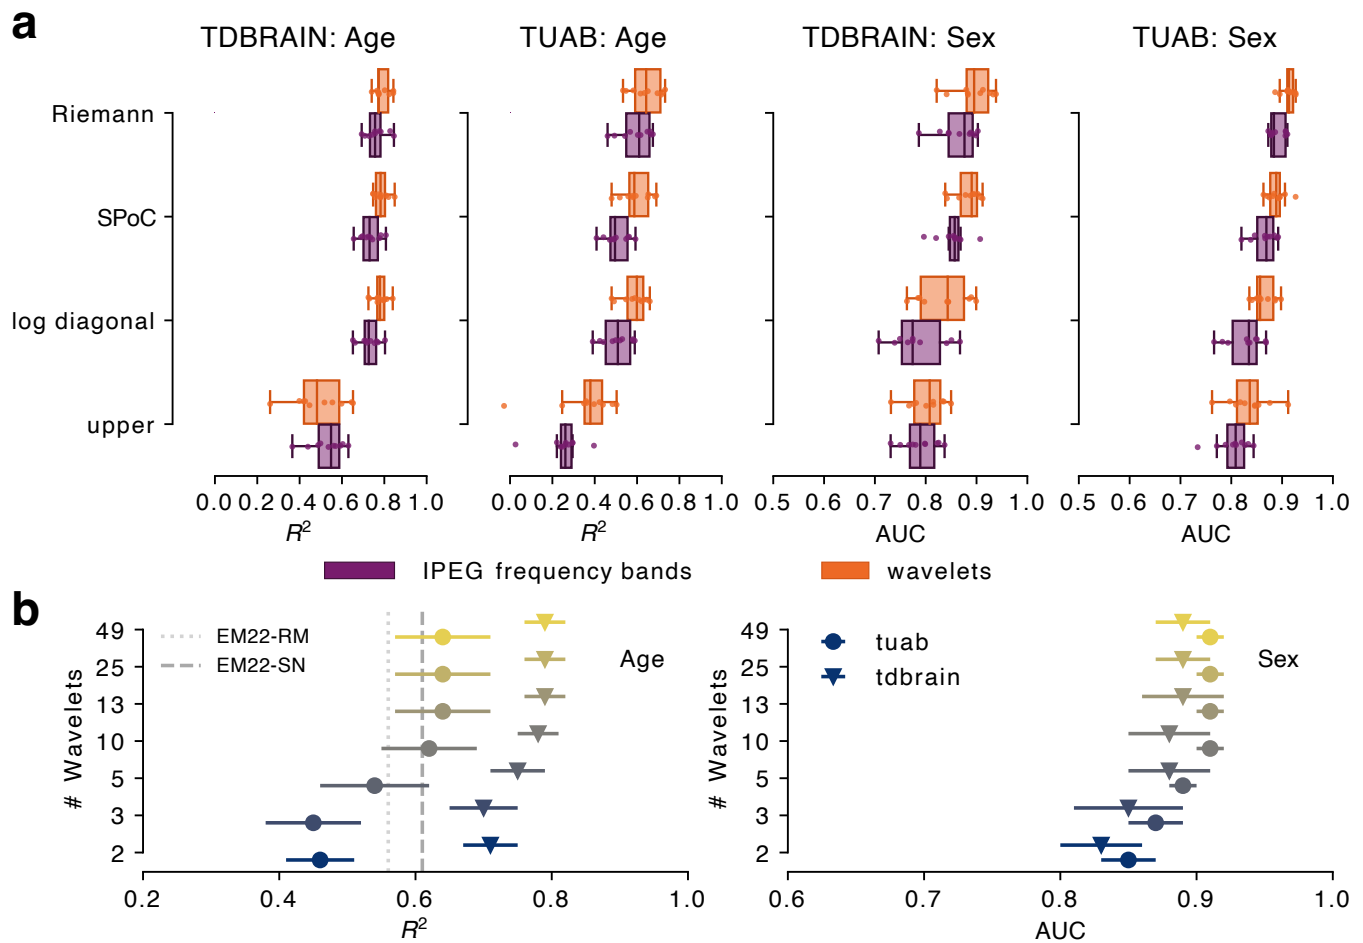 a
TDBRAIN: Age
TUAB: Age
TDBRAIN: Sex
TUAB: Sex
Riemann
SPoC
log diagonal
upper
0.0 0.2 0.4 0.6 0.8 1.0
0.0 0.2 0.4 0.6 0.8 1.0
0.5 0.6 0.7 0.8 0.9 1.0
0.5 0.6 0.7 0.8 0.9 1.0
R²
R²
AUC
AUC
IPEG frequency bands
wavelets
b
# Wavelets
49
25
13
10
5
3
2
EM22-RM
EM22-SN
Age
0.2 0.4 0.6 0.8 1.0
R²
# Wavelets
49
25
13
10
5
3
2
tuab
tdbrain
Sex
0.6 0.7 0.8 0.9 1.0
AUC